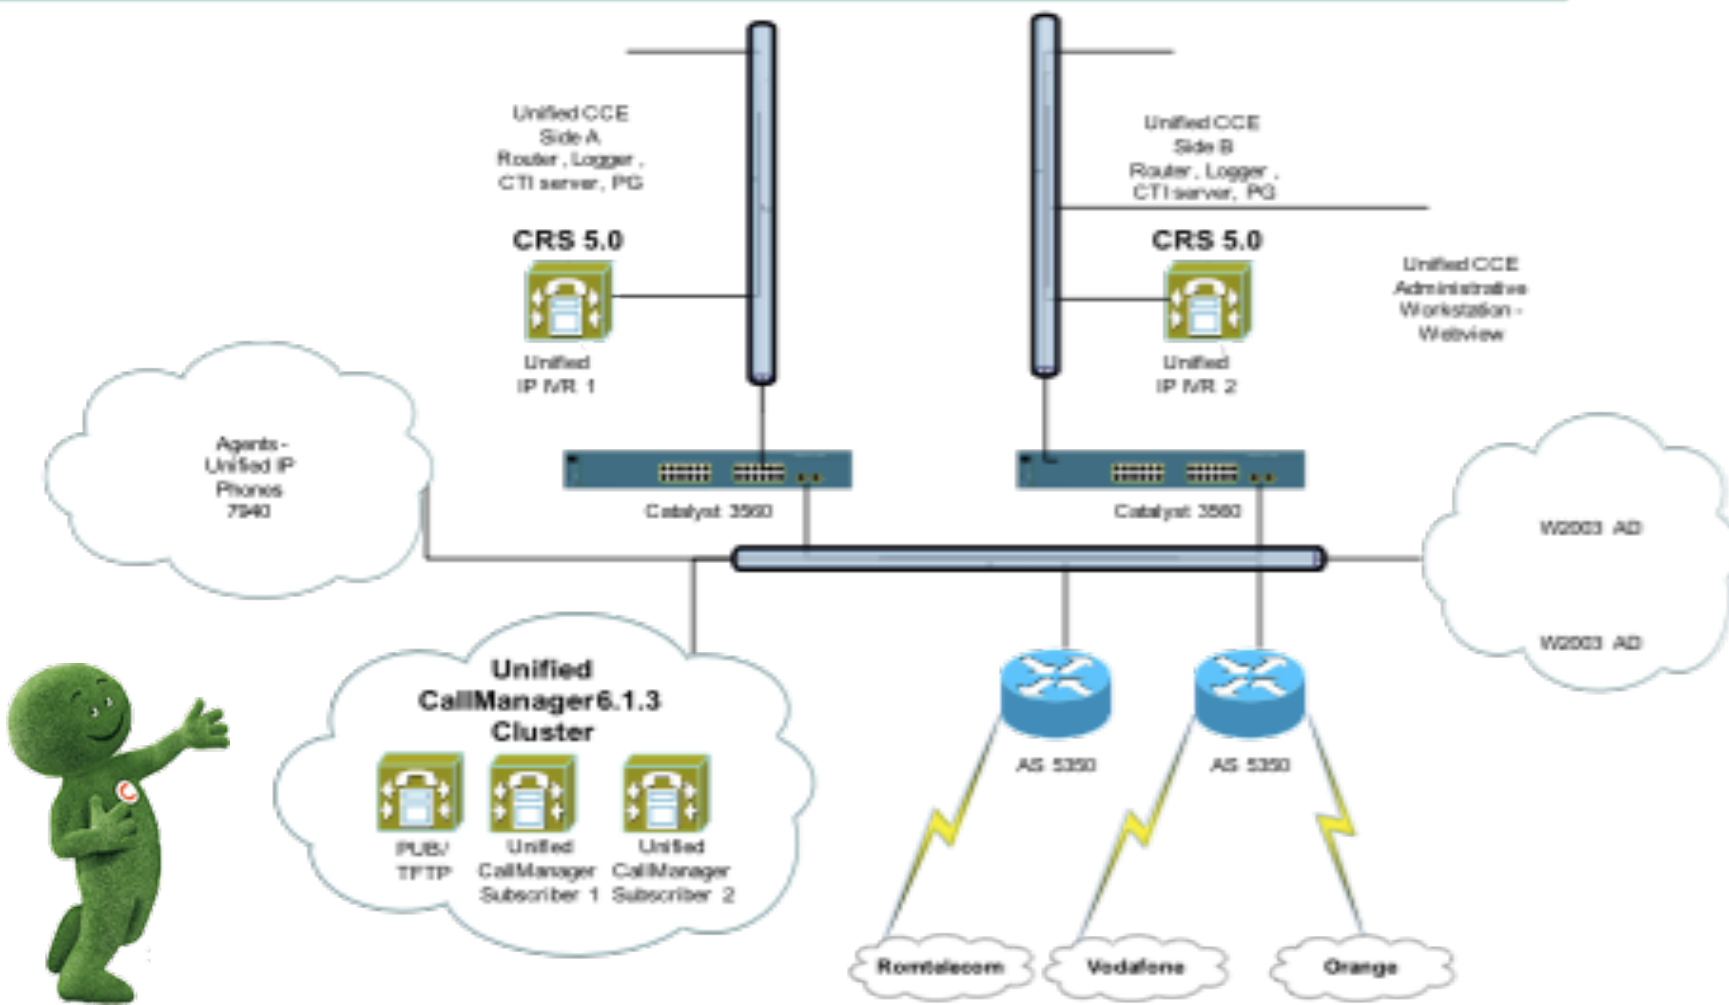 Unified CCE
Side A
Router, Logger,
CTI server, PG
CRS 5.0
Unified
IP IVR 1
Unified CCE
Side B
Router, Logger,
CTI server, PG
CRS 5.0
Unified
IP IVR 2
Unified CCE
Administrative
Workstation -
Webview
Agents -
Unified IP
Phones
7940
Catalyst 3560
Catalyst 3560
W2003 AD
W2003 AD
Unified
CallManager 6.1.3
Cluster
PUB/
TFTP
Unified
CallManager
Subscriber 1
Unified
CallManager
Subscriber 2
AS 5350
AS 5350
Romtelecom
Vodafone
Orange
C